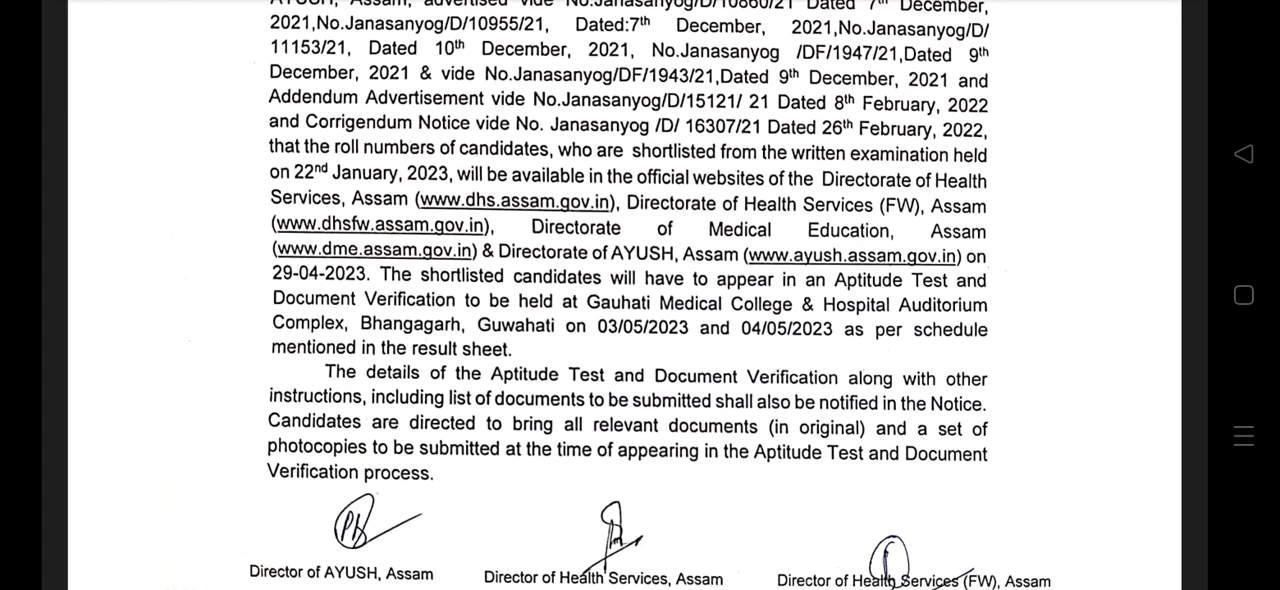 AYUSH, Assam, advertised vide No.Janasanyog/D/10860/21 Dated 7th December,
2021,No.Janasanyog/D/10955/21, Dated:7th December, 2021,No.Janasanyog/D/
11153/21, Dated 10th December, 2021, No.Janasanyog /DF/1947/21,Dated 9th
December, 2021 & vide No.Janasanyog/DF/1943/21,Dated 9th December, 2021 and
Addendum Advertisement vide No.Janasanyog/D/15121/ 21 Dated 8th February, 2022
and Corrigendum Notice vide No. Janasanyog /D/ 16307/21 Dated 26th February, 2022,
that the roll numbers of candidates, who are shortlisted from the written examination held
on 22nd January, 2023, will be available in the official websites of the Directorate of Health
Services, Assam (www.dhs.assam.gov.in), Directorate of Health Services (FW), Assam
(www.dhsfw.assam.gov.in), Directorate of Medical Education, Assam
(www.dme.assam.gov.in) & Directorate of AYUSH, Assam (www.ayush.assam.gov.in) on
29-04-2023. The shortlisted candidates will have to appear in an Aptitude Test and
Document Verification to be held at Gauhati Medical College & Hospital Auditorium
Complex, Bhangagarh, Guwahati on 03/05/2023 and 04/05/2023 as per schedule
mentioned in the result sheet.
The details of the Aptitude Test and Document Verification along with other
instructions, including list of documents to be submitted shall also be notified in the Notice.
Candidates are directed to bring all relevant documents (in original) and a set of
photocopies to be submitted at the time of appearing in the Aptitude Test and Document
Verification process.
Director of AYUSH, Assam Director of Health Services, Assam Director of Health Services (FW), Assam